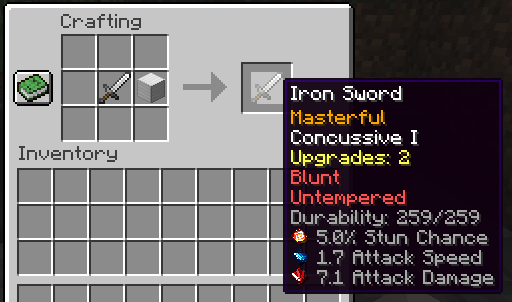 Crafting
Iron Sword
Masterful
Concussive I
Upgrades: 2
Blunt
Untempered
Durability: 259/259
5.0% Stun Chance
1.7 Attack Speed
7.1 Attack Damage
Inventory